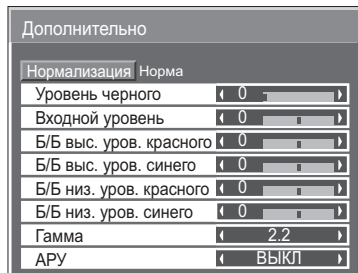 Дополнительно
Нормализация Норма
Уровень черного 0
Входной уровень 0
Б/Б выс. уров. красного 0
Б/Б выс. уров. синего 0
Б/Б низ. уров. красного 0
Б/Б низ. уров. синего 0
Гамма 2.2
АРУ ВЫКЛ